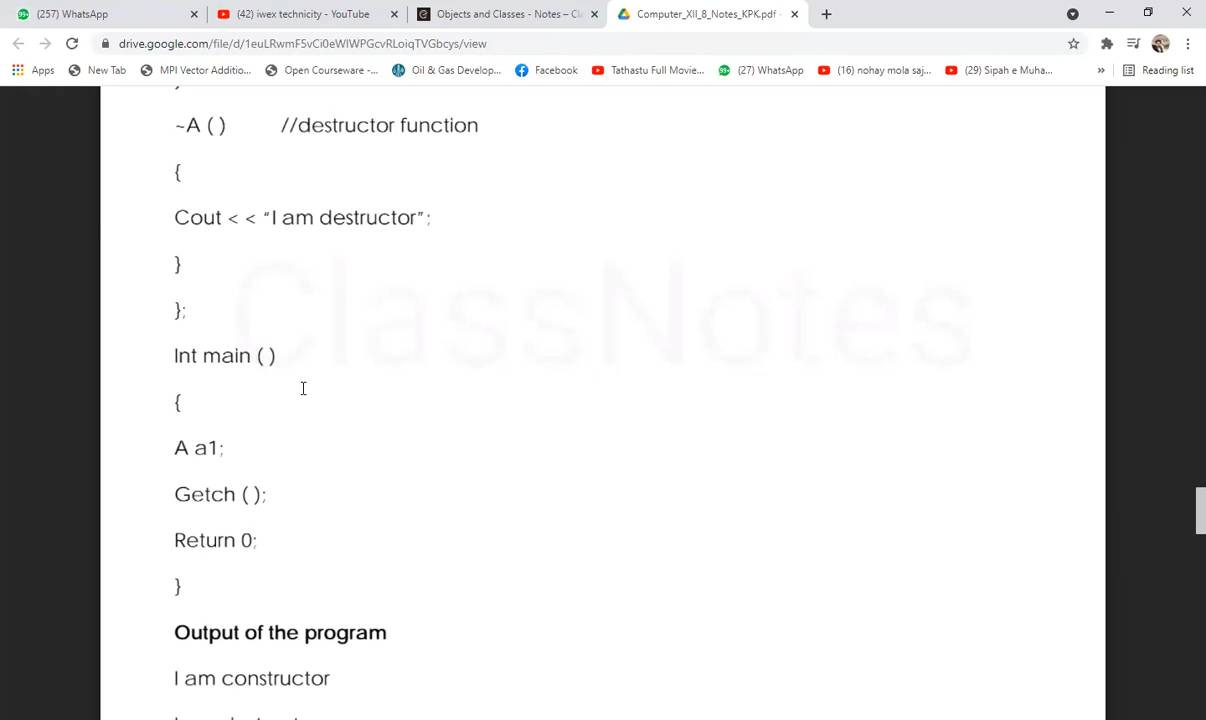 (257) WhatsApp
(42) iwex technicity - YouTube
Objects and Classes - Notes – Cl
Computer_XII_8_Notes_KPK.pdf -
drive.google.com/file/d/1euLRwmF5vCi0eWlWPGcvRLoiqTVGbcys/view
Apps
New Tab
MPI Vector Additio...
Open Courseware -...
Oil & Gas Develop...
Facebook
Tathastu Full Movie...
(27) WhatsApp
(16) nohay mola saj...
(29) Sipah e Muha...
»
Reading list
~A ( ) //destructor function
{
Cout < < “I am destructor”;
}
};
Int main ( )
{
A a1;
Getch ( );
Return 0;
}
Output of the program
I am constructor
ClassNotes